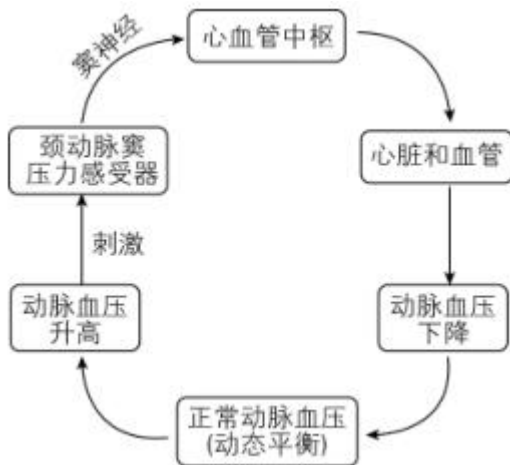 心血管中枢
窦神经
颈动脉窦
压力感受器
心脏和血管
刺激
动脉血压
升高
动脉血压
下降
正常动脉血压
(动态平衡)